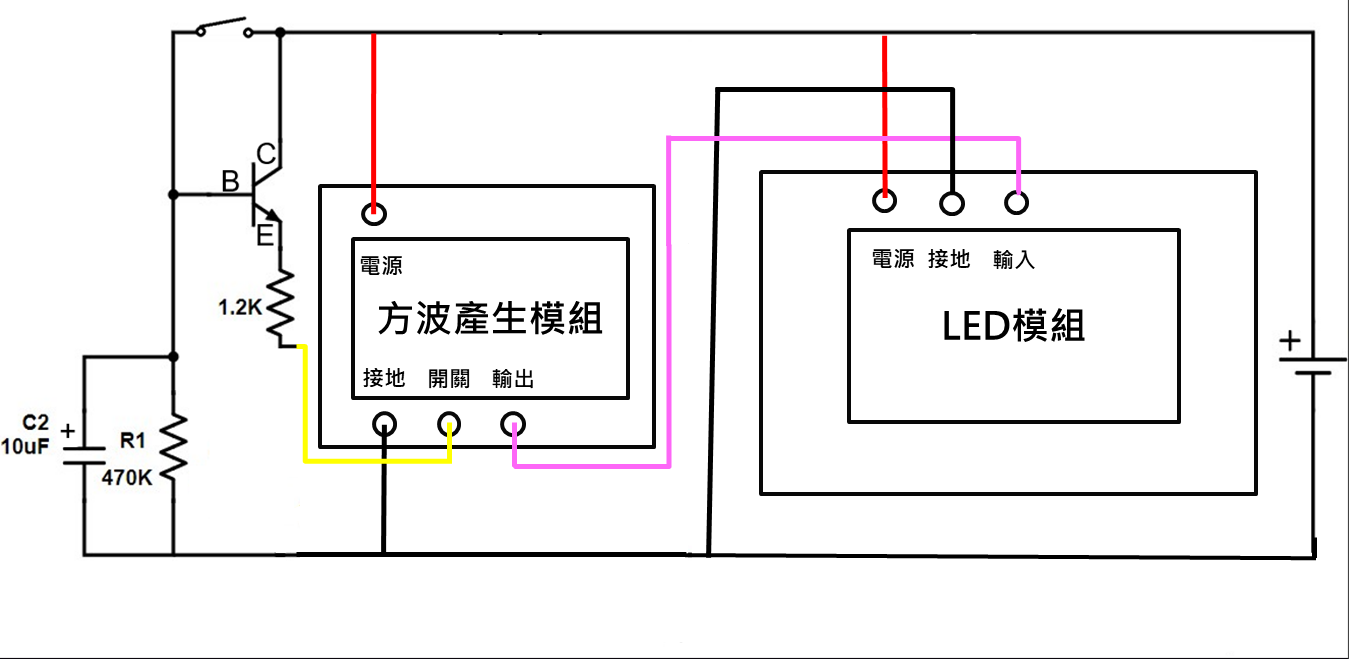 C
B
E
1.2K
電源
方波產生模組
接地 開關 輸出
電源 接地 輸入
LED模組
+
C2 +
10uF
R1
470K